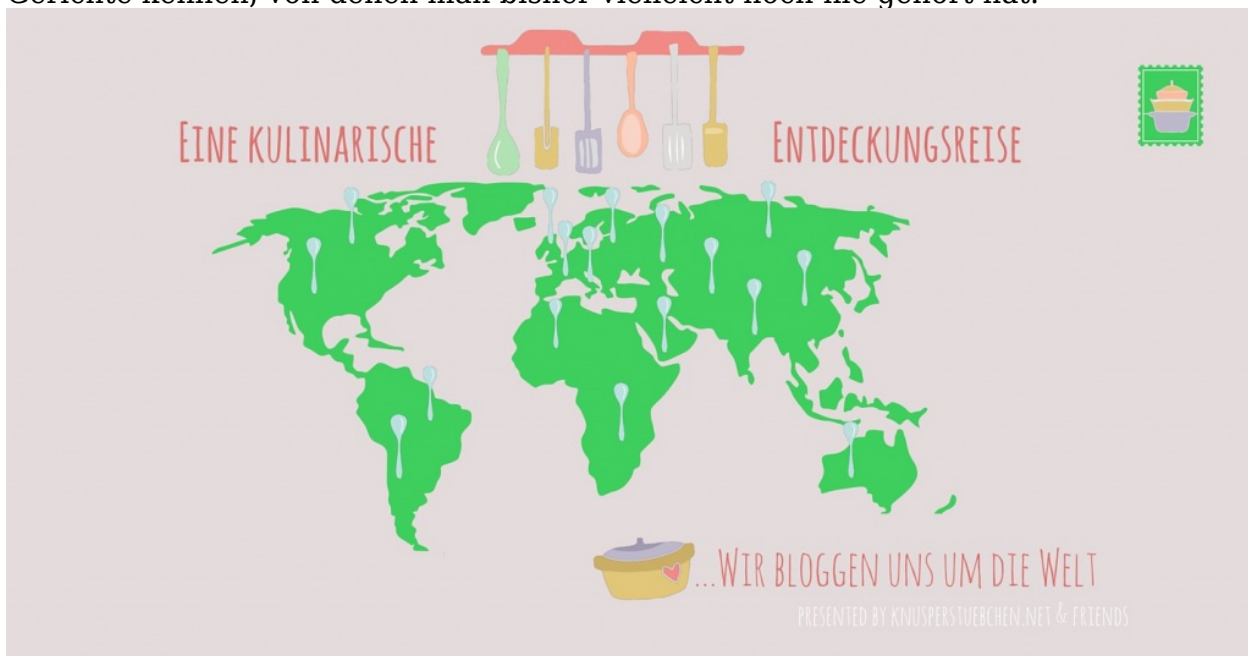 Gerichte kennen, von denen man bisher vielleicht noch nie gehört hat.
EINE KULINARISCHE ENTDECKUNGSREISE
...WIR BLOGGEN UNS UM DIE WELT
PRESENTED BY KNUSPERSTUEBCHEN.NET & FRIENDS